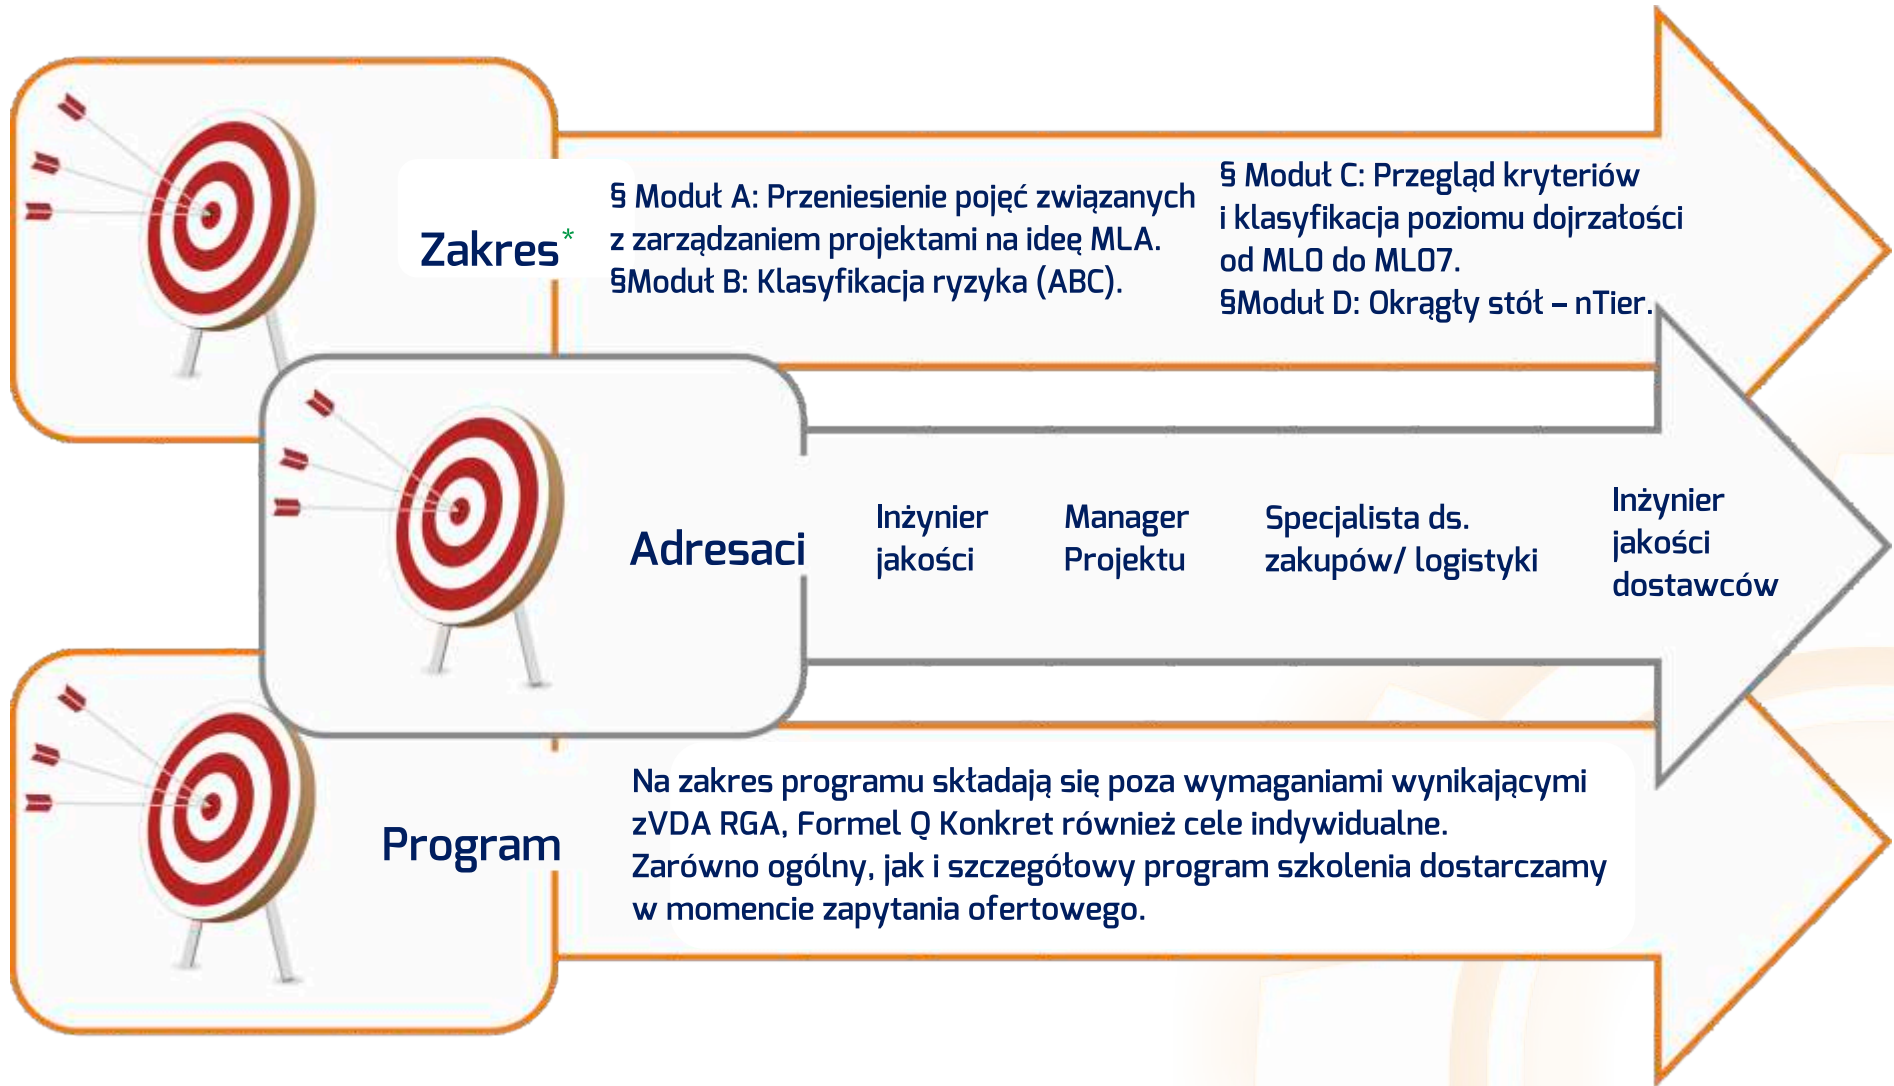 Zakres*
§ Moduł A: Przeniesienie pojęć związanych
z zarządzaniem projektami na ideę MLA.
§Moduł B: Klasyfikacja ryzyka (ABC).
§ Moduł C: Przegląd kryteriów
i klasyfikacja poziomu dojrzałości
od ML0 do ML07.
§Moduł D: Okrągły stół – nTier.
Adresaci
Inżynier
jakości
Manager
Projektu
Specjalista ds.
zakupów/ logistyki
Inżynier
jakości
dostawców
Program
Na zakres programu składają się poza wymaganiami wynikającymi
zVDA RGA, Formel Q Konkret również cele indywidualne.
Zarówno ogólny, jak i szczegółowy program szkolenia dostarczamy
w momencie zapytania ofertowego.